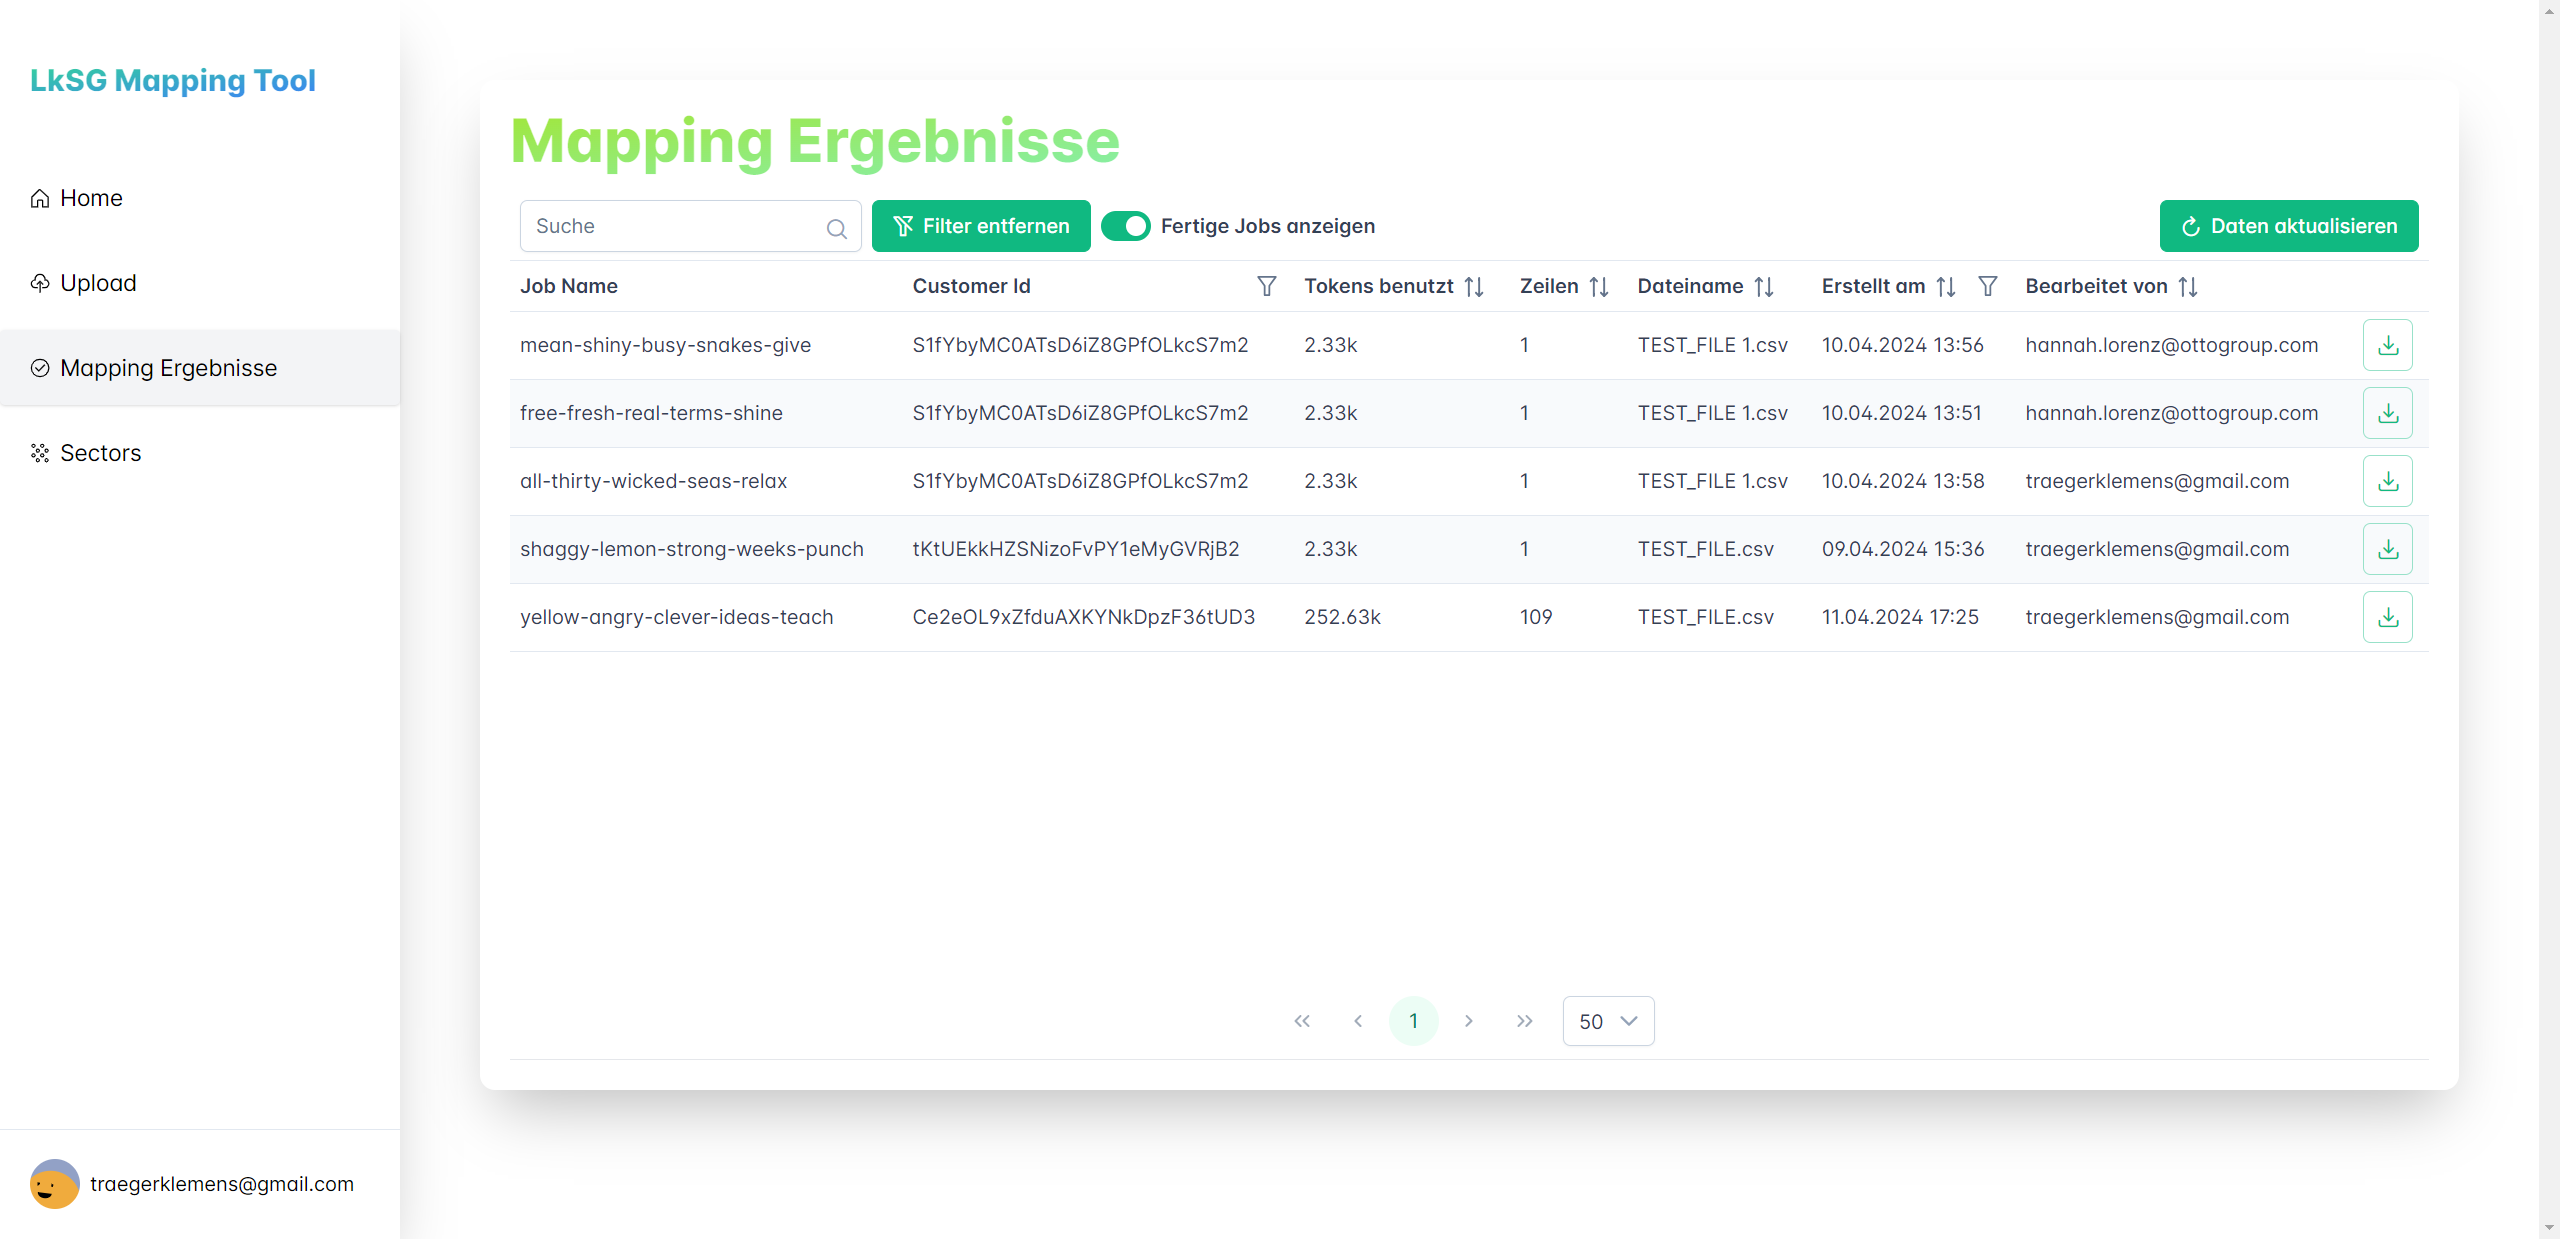 LkSG Mapping Tool
Home
Upload
Mapping Ergebnisse
Sectors
traegerklemens@gmail.com
Mapping Ergebnisse
Suche Filter entfernen Fertige Jobs anzeigen Daten aktualisieren
Job Name Customer Id Tokens benutzt Zeilen Dateiname Erstellt am Bearbeitet von
mean-shiny-busy-snakes-give S1fYbyMC0ATsD6iZ8GPfOLkcS7m2 2.33k 1 TEST_FILE 1.csv 10.04.2024 13:56 hannah.lorenz@ottogroup.com
free-fresh-real-terms-shine S1fYbyMC0ATsD6iZ8GPfOLkcS7m2 2.33k 1 TEST_FILE 1.csv 10.04.2024 13:51 hannah.lorenz@ottogroup.com
all-thirty-wicked-seas-relax S1fYbyMC0ATsD6iZ8GPfOLkcS7m2 2.33k 1 TEST_FILE 1.csv 10.04.2024 13:58 traegerklemens@gmail.com
shaggy-lemon-strong-weeks-punch tKtUEkkHZSNizoFvPY1eMyGVRjB2 2.33k 1 TEST_FILE.csv 09.04.2024 15:36 traegerklemens@gmail.com
yellow-angry-clever-ideas-teach Ce2eOL9xZfduAXKYNkDpzF36tUD3 252.63k 109 TEST_FILE.csv 11.04.2024 17:25 traegerklemens@gmail.com
1 50